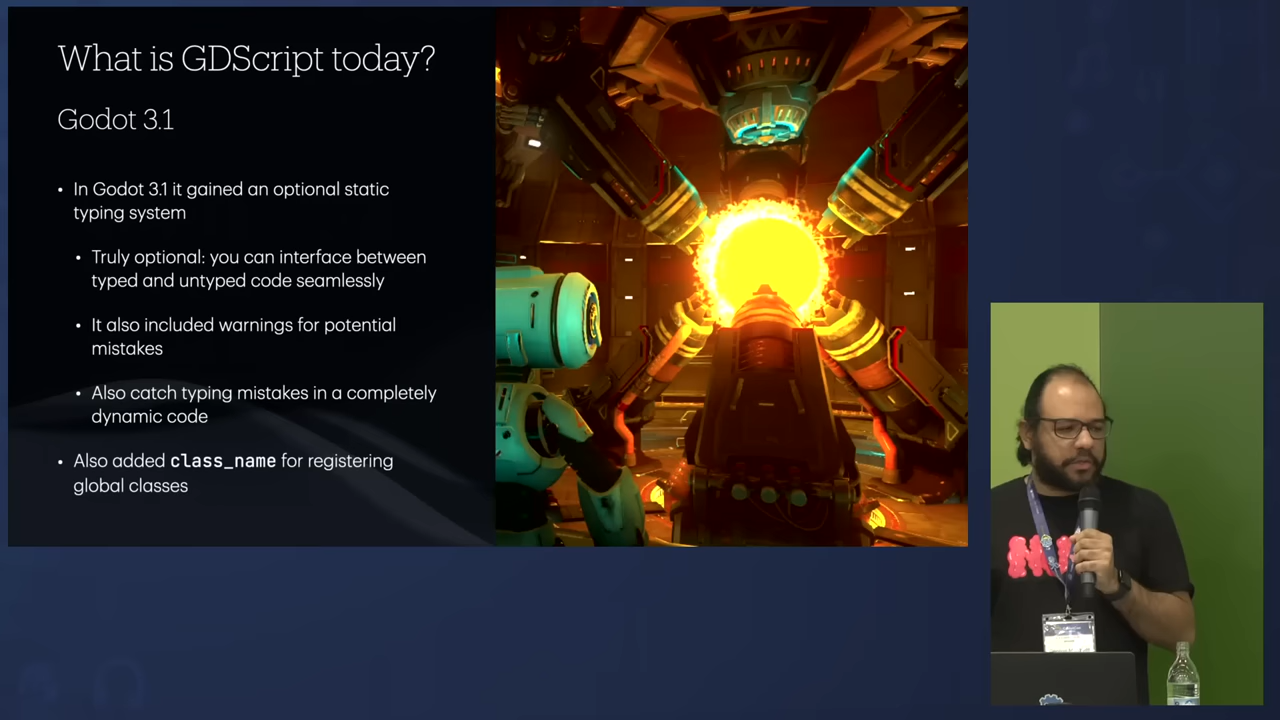 What is GDScript today?
Godot 3.1
• In Godot 3.1 it gained an optional static
typing system
• Truly optional: you can interface between
typed and untyped code seamlessly
• It also included warnings for potential
mistakes
• Also catch typing mistakes in a completely
dynamic code
• Also added class_name for registering
global classes